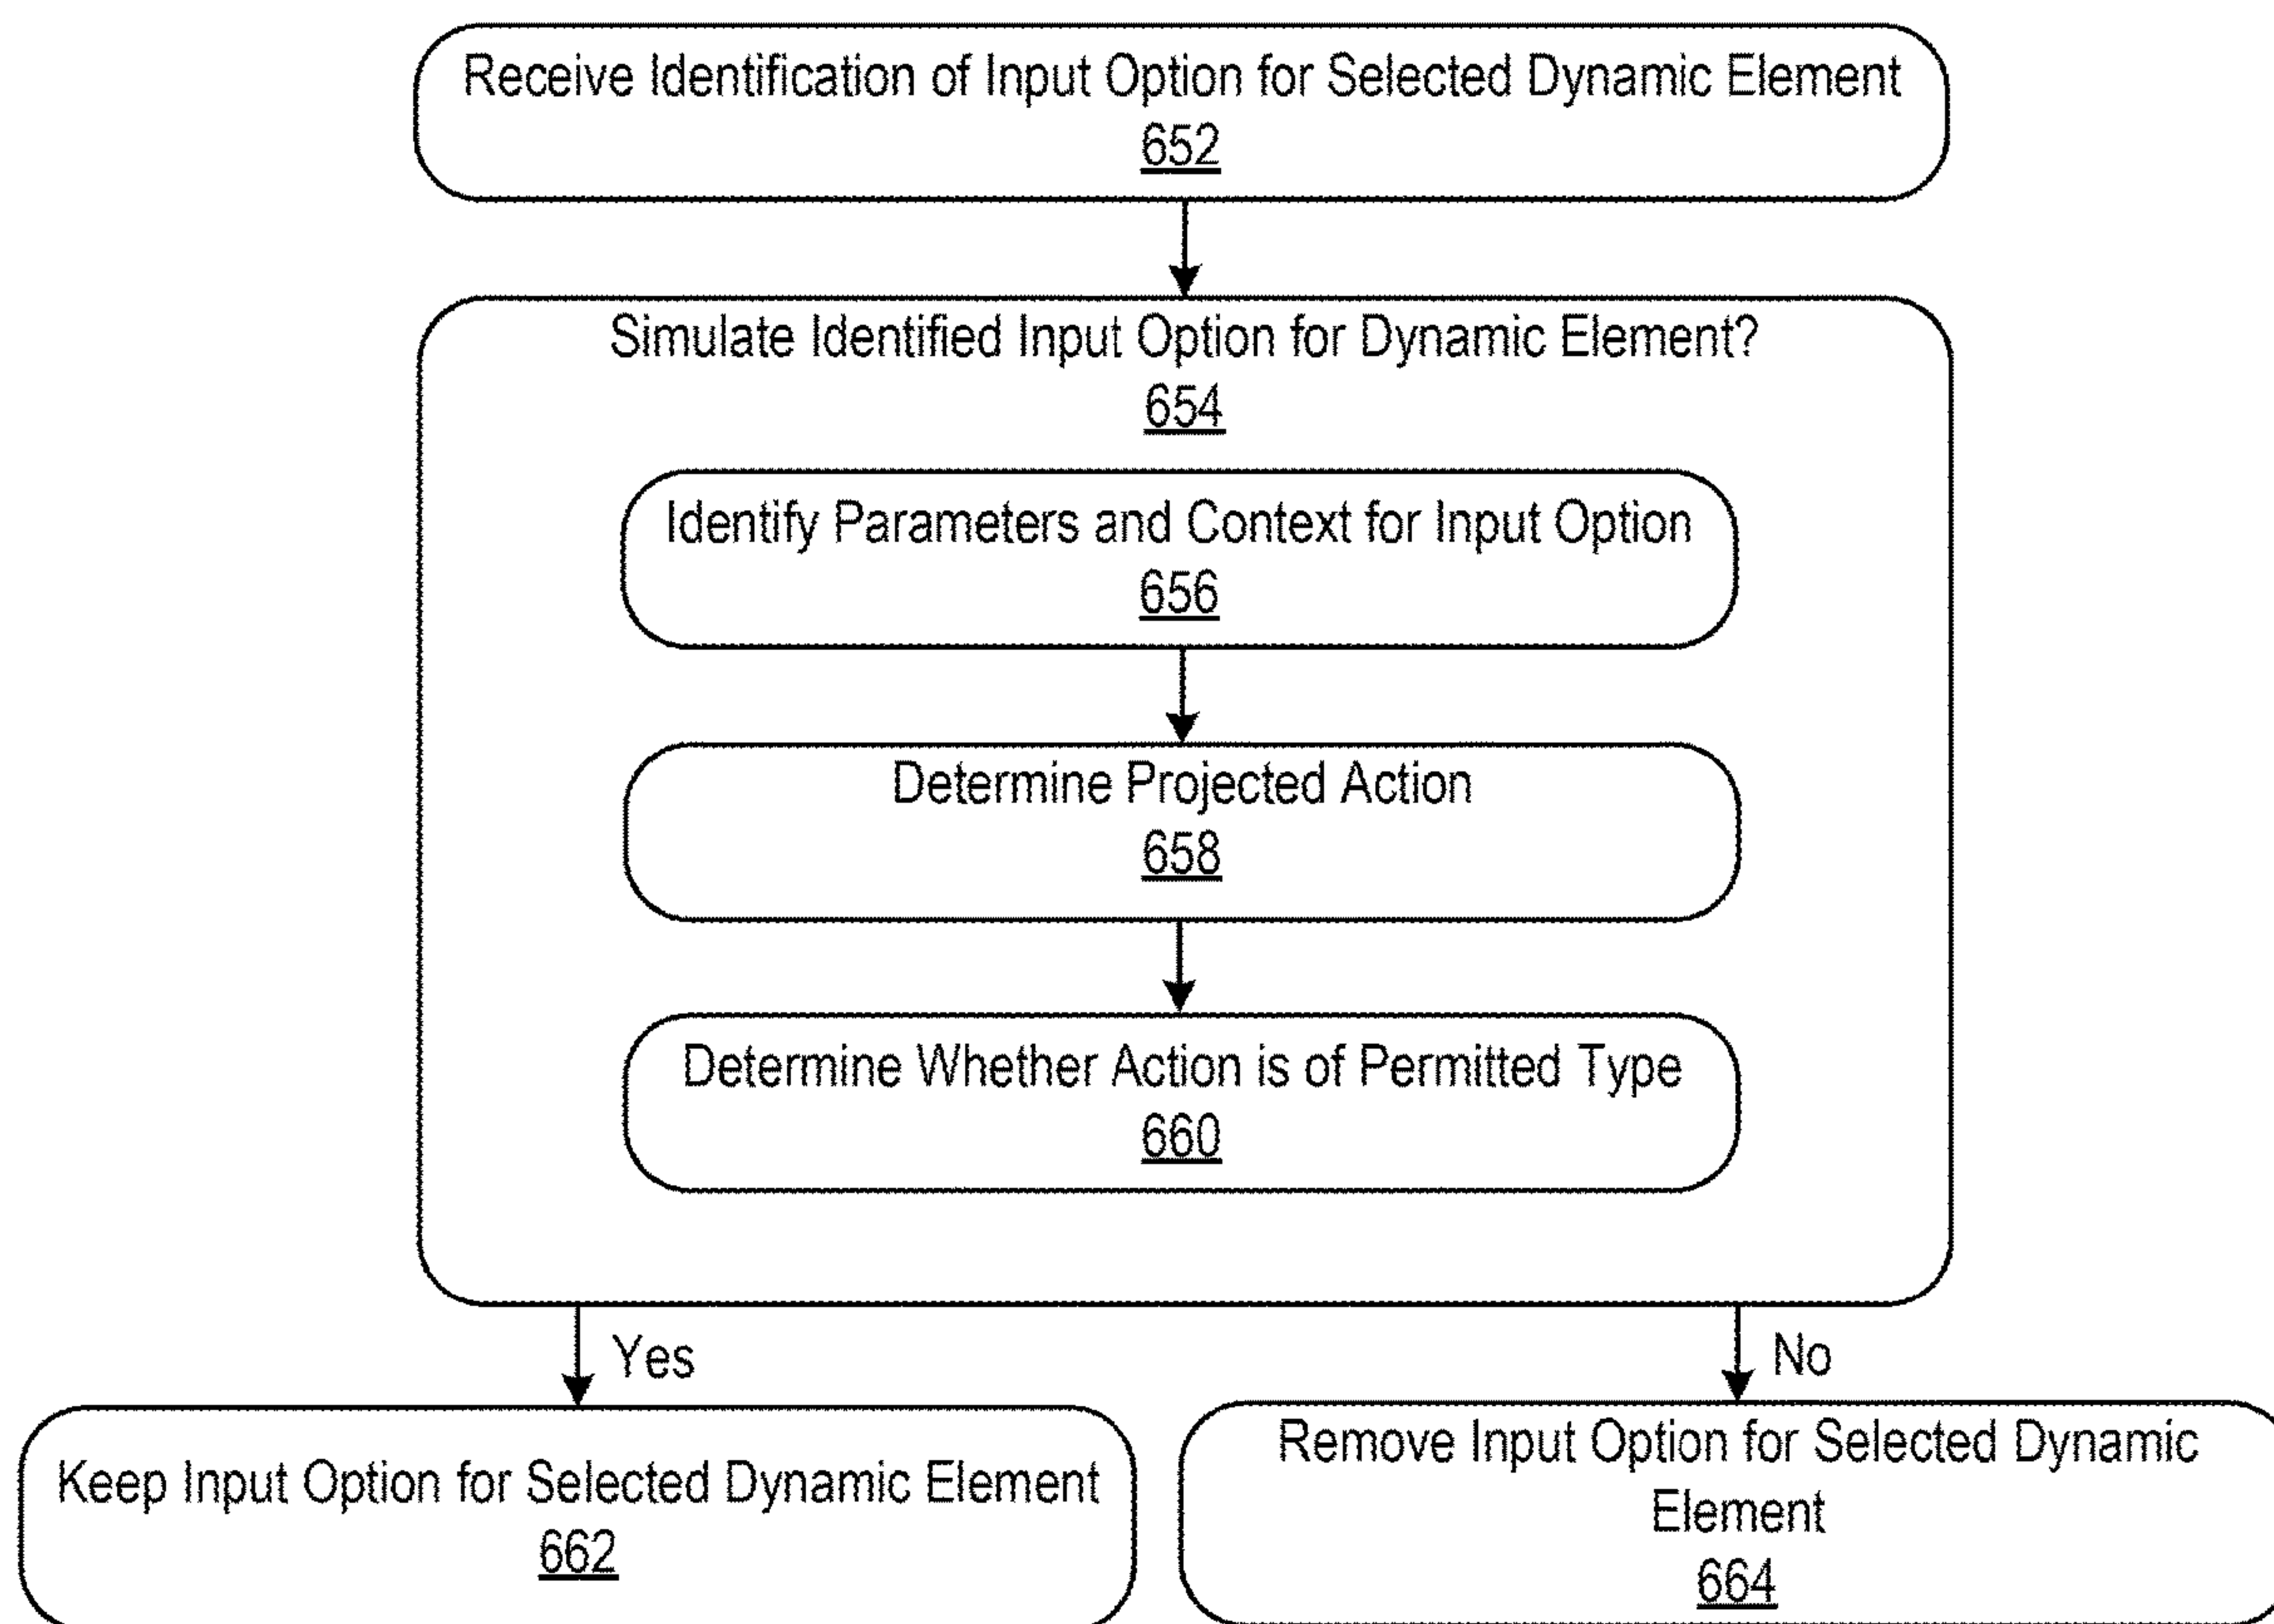 Receive Identification of Input Option for Selected Dynamic Element
652
Simulate Identified Input Option for Dynamic Element?
654
Identify Parameters and Context for Input Option
656
Determine Projected Action
658
Determine Whether Action is of Permitted Type
660
Yes
No
Keep Input Option for Selected Dynamic Element
662
Remove Input Option for Selected Dynamic
Element
664